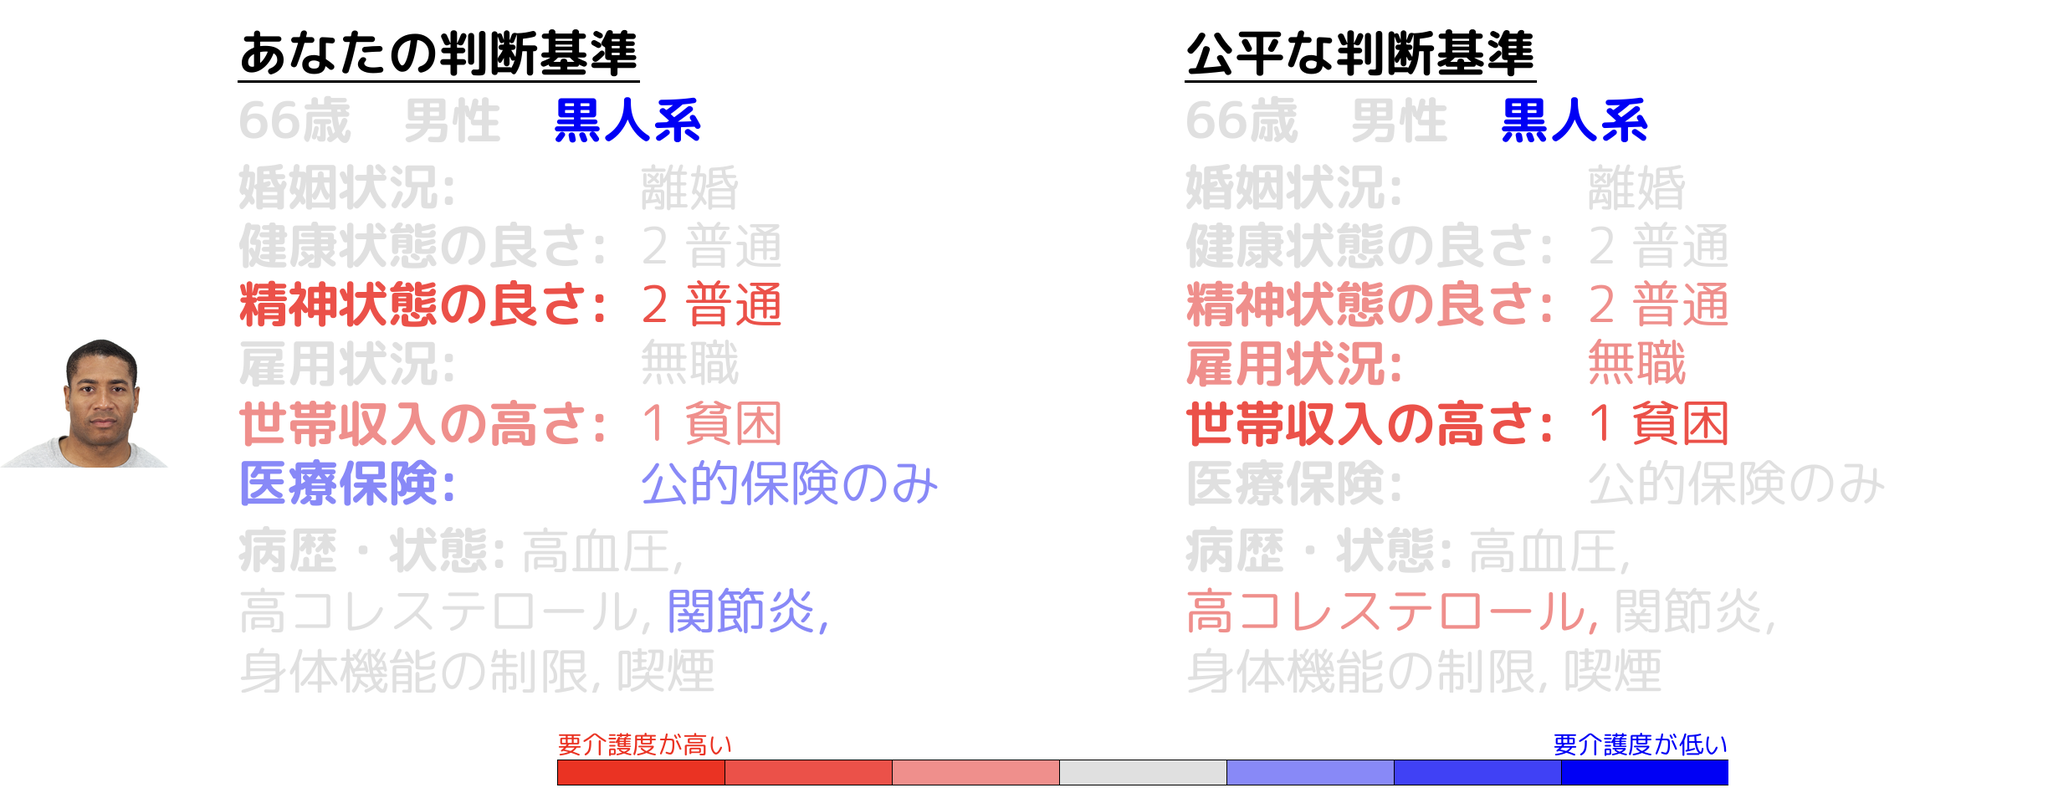 あなたの判断基準
66歳 男性 黒人系
婚姻状況: 離婚
健康状態の良さ: 2 普通
精神状態の良さ: 2 普通
雇用状況: 無職
世帯収入の高さ: 1 貧困
医療保険: 公的保険のみ
病歴・状態: 高血圧,
高コレステロール, 関節炎,
身体機能の制限, 喫煙
公平な判断基準
66歳 男性 黒人系
婚姻状況: 離婚
健康状態の良さ: 2 普通
精神状態の良さ: 2 普通
雇用状況: 無職
世帯収入の高さ: 1 貧困
医療保険: 公的保険のみ
病歴・状態: 高血圧,
高コレステロール, 関節炎,
身体機能の制限, 喫煙
要介護度が高い
要介護度が低い